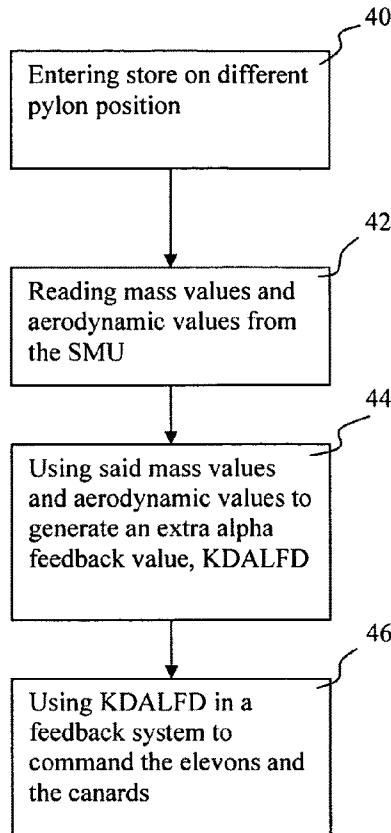 40
Entering store on different
pylon position
42
Reading mass values and
aerodynamic values from
the SMU
44
Using said mass values
and aerodynamic values to
generate an extra alpha
feedback value, KDALFD
46
Using KDALFD in a
feedback system to
command the elevons and
the canards